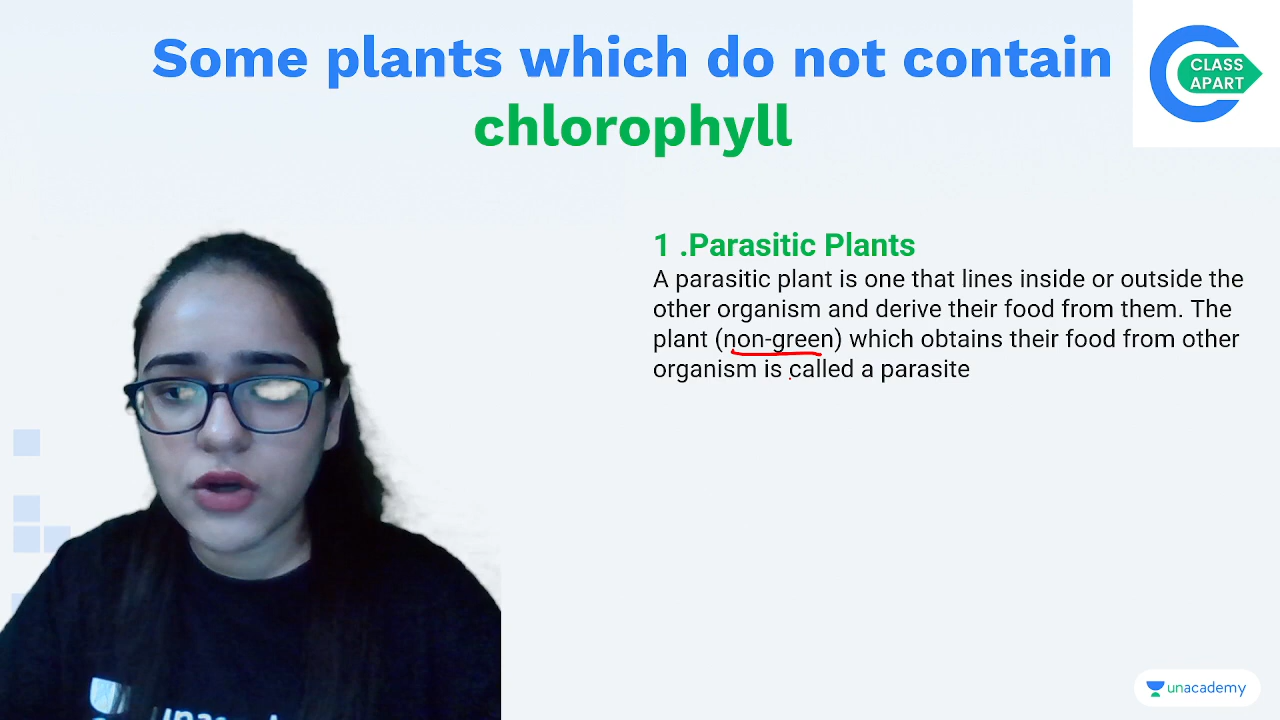 Some plants which do not contain
chlorophyll
CLASS
APART
1 .Parasitic Plants
A parasitic plant is one that lines inside or outside the
other organism and derive their food from them. The
plant (non-green) which obtains their food from other
organism is called a parasite
unacademy